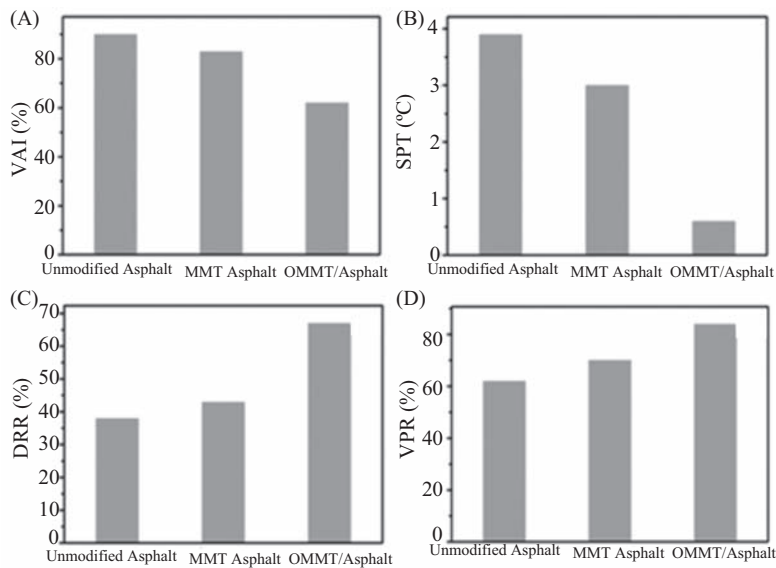 (A)
80
60
40
20
0
VAI (%)
Unmodified Asphalt MMT Asphalt OMMT/Asphalt
(B)
4
3
2
1
0
SPT (ºC)
Unmodified Asphalt MMT Asphalt OMMT/Asphalt
(C)
70
60
50
40
30
20
10
0
DRR (%)
Unmodified Asphalt MMT Asphalt OMMT/Asphalt
(D)
80
60
40
20
0
VPR (%)
Unmodified Asphalt MMT Asphalt OMMT/Asphalt